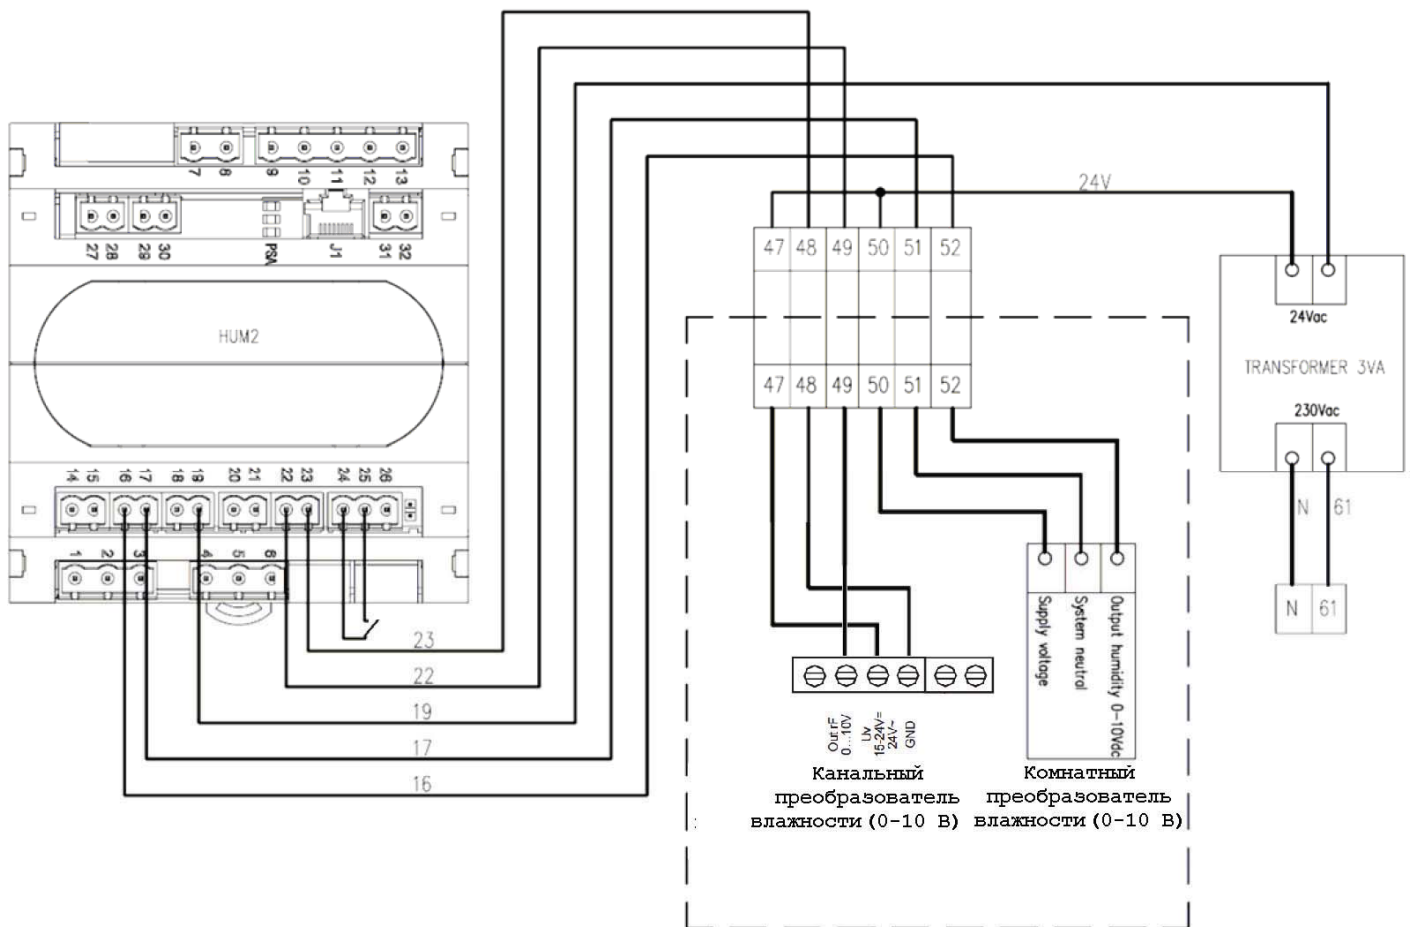 7 8 9 10 11 12 13
24V
27 28 29 30 PSA J1 31 32
47 48 49 50 51 52
24Vac
HUM2
TRANSFORMER 3VA
47 48 49 50 51 52
230Vac
14 15 16 17 18 19 20 21 22 23 24 25 26
N 61
1 2 3 4 5 6
N 61
Supply voltage
System neutral
Output humidity 0-10Vdc
23
22
19
17
16
Out rF
0...10V
Uv
15-24V=
24V~
GND
Канальный
преобразователь
влажности (0-10 В)
Комнатный
преобразователь
влажности (0-10 В)